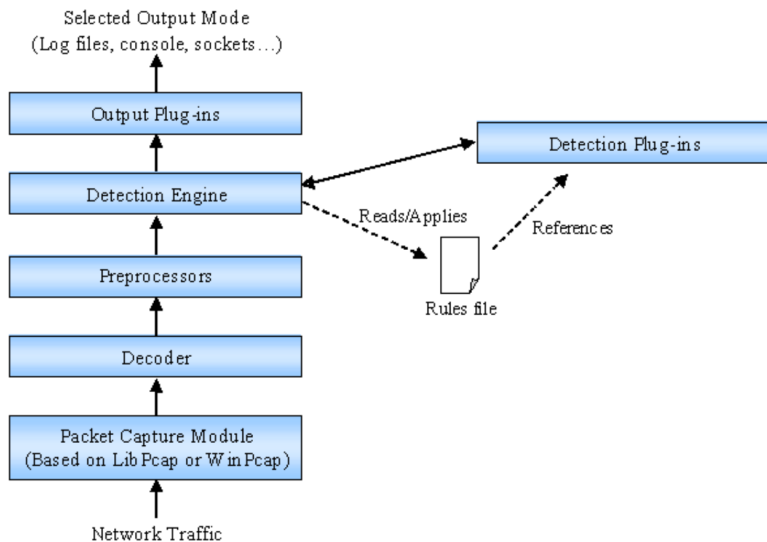 Selected Output Mode
(Log files, console, sockets…)
Output Plug-ins
Detection Plug-ins
Detection Engine
Reads/Applies
References
Preprocessors
Rules file
Decoder
Packet Capture Module
(Based on LibPcap or WinPcap)
Network Traffic